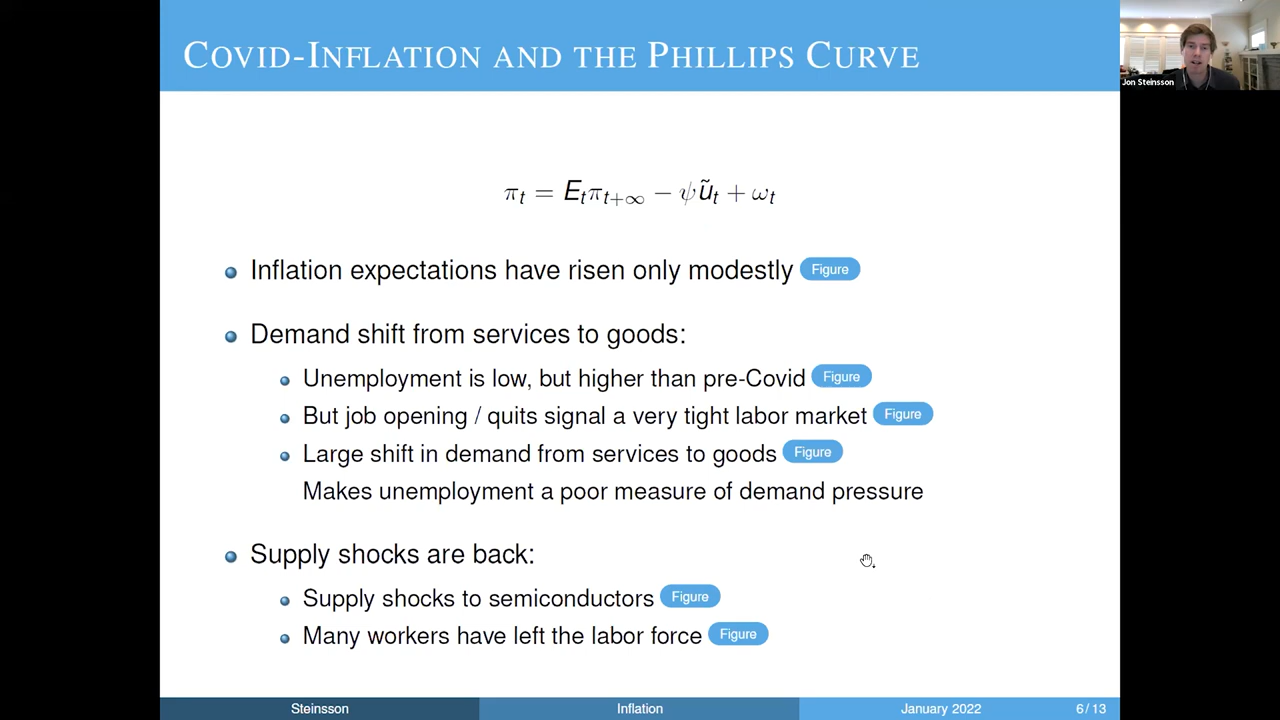 COVID-INFLATION AND THE PHILLIPS CURVE
Jon Steinsson
πₜ = Eₜπₜ₊∞ − ψũₜ + ωₜ
Inflation expectations have risen only modestly Figure
Demand shift from services to goods:
Unemployment is low, but higher than pre-Covid Figure
But job opening / quits signal a very tight labor market Figure
Large shift in demand from services to goods Figure
Makes unemployment a poor measure of demand pressure
Supply shocks are back:
Supply shocks to semiconductors Figure
Many workers have left the labor force Figure
Steinsson Inflation January 2022 6 / 13